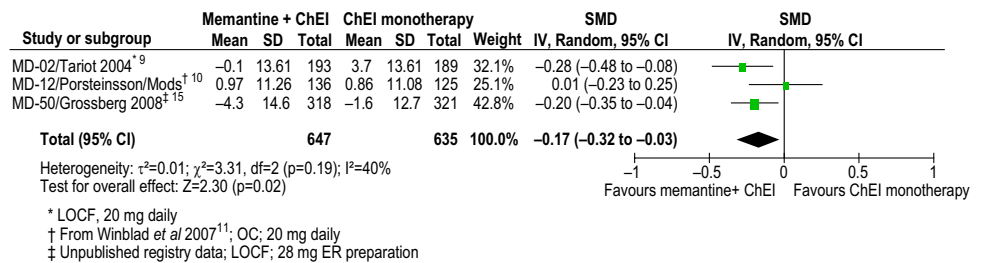 Memantine + ChEI ChEI monotherapy SMD SMD
Study or subgroup Mean SD Total Mean SD Total Weight IV, Random, 95% CI IV, Random, 95% CI
MD-02/Tariot 2004* 9 –0.1 13.61 193 3.7 13.61 189 32.1% –0.28 (–0.48 to –0.08)
MD-12/Porsteinsson/Mods† 10 0.97 11.26 136 0.86 11.08 125 25.1% 0.01 (–0.23 to 0.25)
MD-50/Grossberg 2008‡ 15 –4.3 14.6 318 –1.6 12.7 321 42.8% –0.20 (–0.35 to –0.04)
Total (95% CI) 647 635 100.0% –0.17 (–0.32 to –0.03)
Heterogeneity: τ²=0.01; χ²=3.31, df=2 (p=0.19); I²=40%
Test for overall effect: Z=2.30 (p=0.02)
–1 –0.5 0 0.5 1
Favours memantine+ ChEI Favours ChEI monotherapy
* LOCF, 20 mg daily
† From Winblad et al 2007¹¹; OC; 20 mg daily
‡ Unpublished registry data; LOCF; 28 mg ER preparation